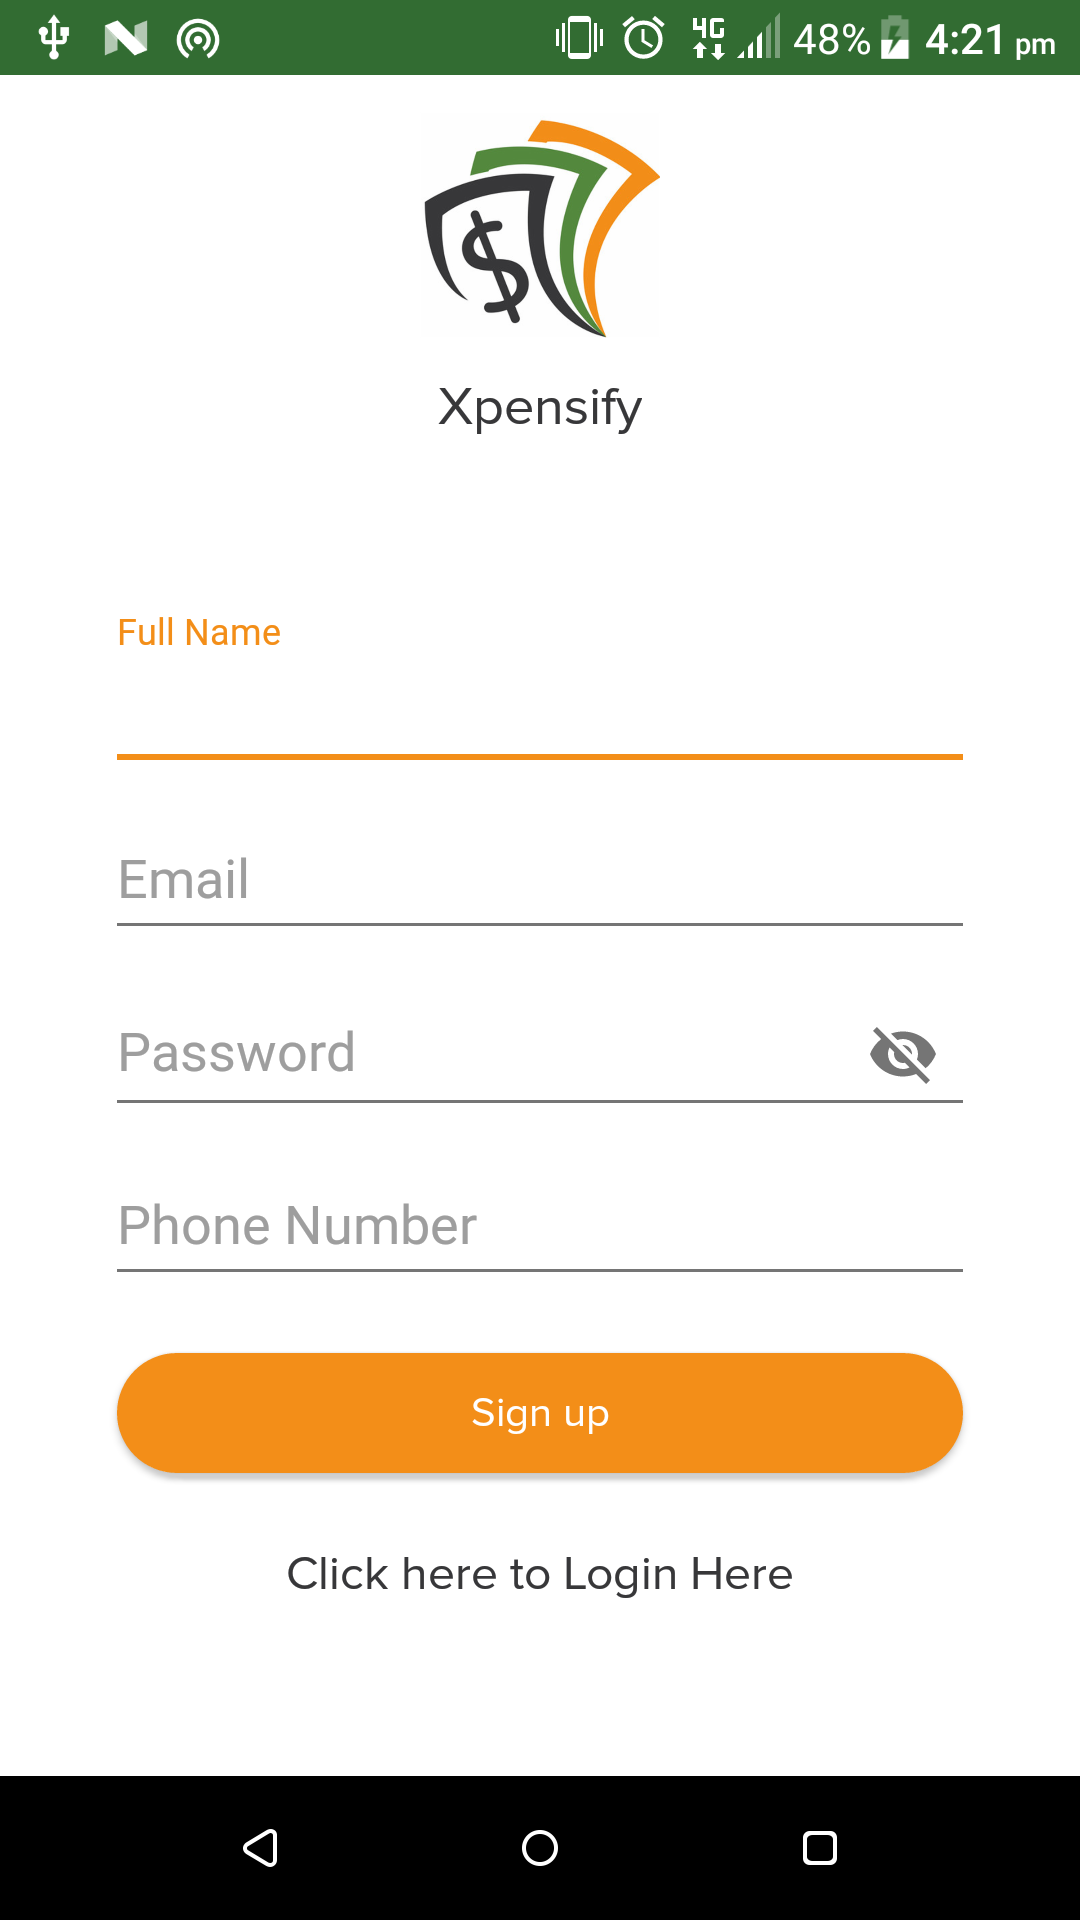 4G 48% 4:21 pm
$
Xpensify
Full Name
Email
Password
Phone Number
Sign up
Click here to Login Here